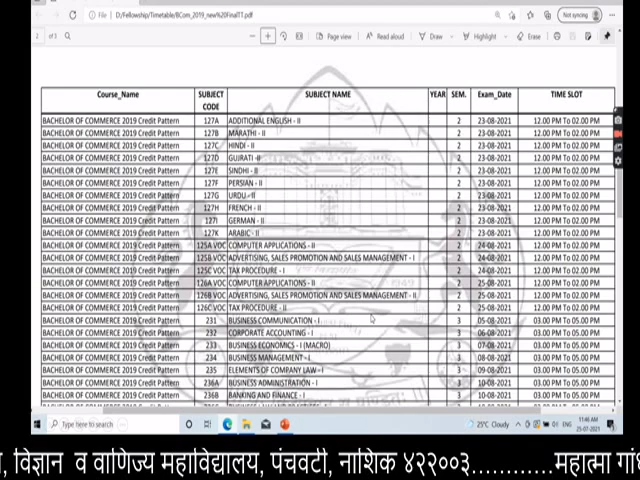 File | D:/Fellowship/Timetable/BCom_2019_new%20FinalTT.pdf Not syncing
2 of 3 Page view Read aloud Draw Highlight Erase
Course_Name SUBJECT CODE SUBJECT NAME YEAR SEM. Exam_Date TIME SLOT
BACHELOR OF COMMERCE 2019 Credit Pattern 127A ADDITIONAL ENGLISH - II 2 23-08-2021 12.00 PM To 02.00 PM
BACHELOR OF COMMERCE 2019 Credit Pattern 127B MARATHI - II 2 23-08-2021 12.00 PM To 02.00 PM
BACHELOR OF COMMERCE 2019 Credit Pattern 127C HINDI - II 2 23-08-2021 12.00 PM To 02.00 PM
BACHELOR OF COMMERCE 2019 Credit Pattern 127D GUJRATI - II 2 23-08-2021 12.00 PM To 02.00 PM
BACHELOR OF COMMERCE 2019 Credit Pattern 127E SINDHI - II 2 23-08-2021 12.00 PM To 02.00 PM
BACHELOR OF COMMERCE 2019 Credit Pattern 127F PERSIAN - II 2 23-08-2021 12.00 PM To 02.00 PM
BACHELOR OF COMMERCE 2019 Credit Pattern 127G URDU - II 2 23-08-2021 12.00 PM To 02.00 PM
BACHELOR OF COMMERCE 2019 Credit Pattern 127H FRENCH - II 2 23-08-2021 12.00 PM To 02.00 PM
BACHELOR OF COMMERCE 2019 Credit Pattern 127I GERMAN - II 2 23-08-2021 12.00 PM To 02.00 PM
BACHELOR OF COMMERCE 2019 Credit Pattern 127K ARABIC - II 2 23-08-2021 12.00 PM To 02.00 PM
BACHELOR OF COMMERCE 2019 Credit Pattern 125A VOC COMPUTER APPLICATIONS - II 2 24-08-2021 12.00 PM To 02.00 PM
BACHELOR OF COMMERCE 2019 Credit Pattern 125B VOC ADVERTISING, SALES PROMOTION AND SALES MANAGEMENT - I 2 24-08-2021 12.00 PM To 02.00 PM
BACHELOR OF COMMERCE 2019 Credit Pattern 125C VOC TAX PROCEDURE - I 2 24-08-2021 12.00 PM To 02.00 PM
BACHELOR OF COMMERCE 2019 Credit Pattern 126A VOC COMPUTER APPLICATIONS - II 2 25-08-2021 12.00 PM To 02.00 PM
BACHELOR OF COMMERCE 2019 Credit Pattern 126B VOC ADVERTISING, SALES PROMOTION AND SALES MANAGEMENT - II 2 25-08-2021 12.00 PM To 02.00 PM
BACHELOR OF COMMERCE 2019 Credit Pattern 126C VOC TAX PROCEDURE - II 2 25-08-2021 12.00 PM To 02.00 PM
BACHELOR OF COMMERCE 2019 Credit Pattern 231 BUSINESS COMMUNICATION - I 3 05-08-2021 03.00 PM To 05.00 PM
BACHELOR OF COMMERCE 2019 Credit Pattern 232 CORPORATE ACCOUNTING - I 3 06-08-2021 03.00 PM To 05.00 PM
BACHELOR OF COMMERCE 2019 Credit Pattern 233 BUSINESS ECONOMICS - I (MACRO) 3 07-08-2021 03.00 PM To 05.00 PM
BACHELOR OF COMMERCE 2019 Credit Pattern 234 BUSINESS MANAGEMENT - I 3 08-08-2021 03.00 PM To 05.00 PM
BACHELOR OF COMMERCE 2019 Credit Pattern 235 ELEMENTS OF COMPANY LAW - I 3 09-08-2021 03.00 PM To 05.00 PM
BACHELOR OF COMMERCE 2019 Credit Pattern 236A BUSINESS ADMINISTRATION - I 3 10-08-2021 03.00 PM To 05.00 PM
BACHELOR OF COMMERCE 2019 Credit Pattern 236B BANKING AND FINANCE - I 3 10-08-2021 03.00 PM To 05.00 PM
Type here to search 25°C Cloudy ENG 11:46 AM
25-07-2021
, विज्ञान व वाणिज्य महाविद्यालय, पंचवटी, नाशिक ४२२००३............महात्मा गां